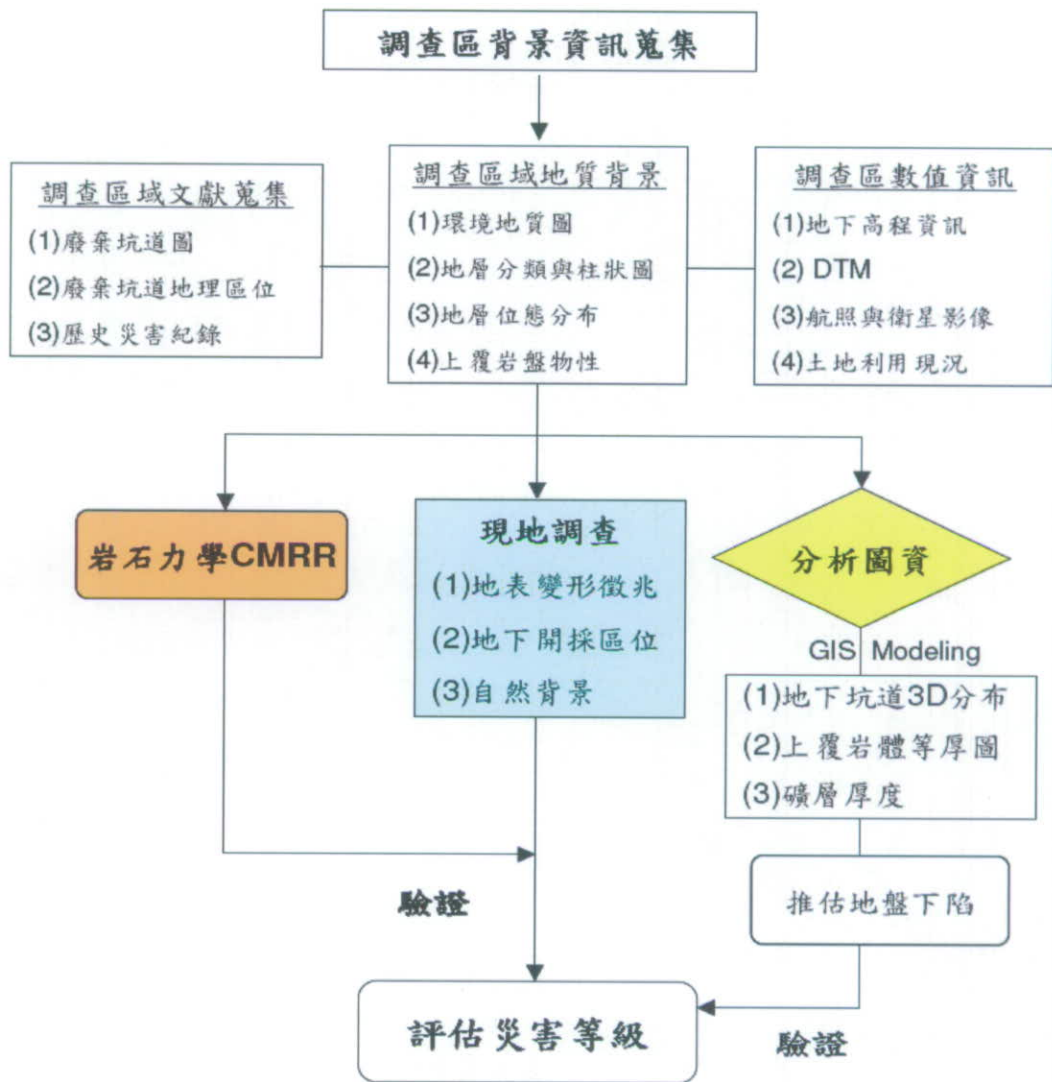 調查區背景資訊蒐集
調查區域文獻蒐集
(1)廢棄坑道圖
(2)廢棄坑道地理區位
(3)歷史災害紀錄
調查區域地質背景
(1)環境地質圖
(2)地層分類與柱狀圖
(3)地層位態分布
(4)上覆岩盤物性
調查區數值資訊
(1)地下高程資訊
(2) DTM
(3)航照與衛星影像
(4)土地利用現況
岩石力學CMRR
現地調查
(1)地表變形徵兆
(2)地下開採區位
(3)自然背景
分析圖資
GIS Modeling
(1)地下坑道3D分布
(2)上覆岩體等厚圖
(3)礦層厚度
驗證
推估地盤下陷
評估災害等級
驗證